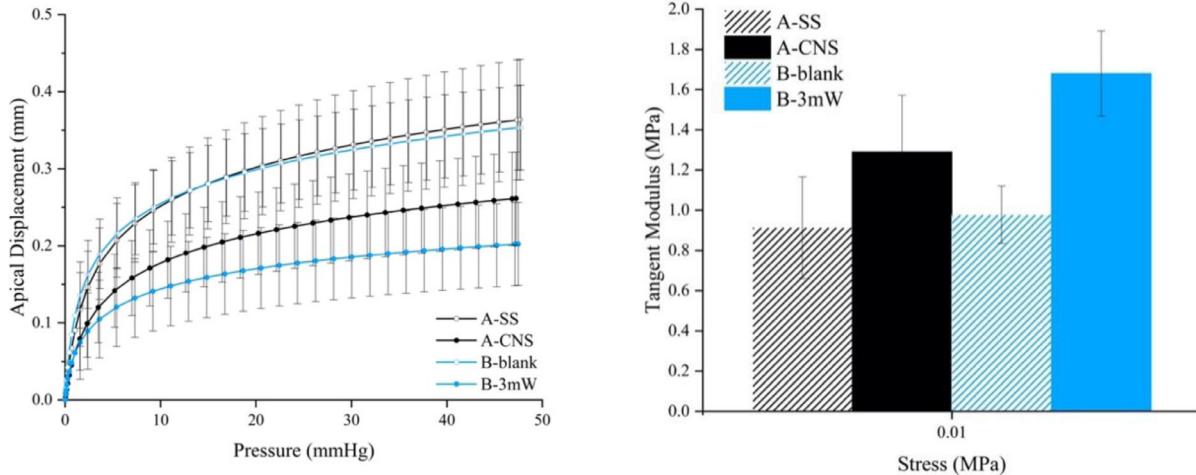 0.5
0.4
0.3
0.2
0.1
0.0
Apical Displacement (mm)
0
10
20
30
40
50
Pressure (mmHg)
A-SS
A-CNS
B-blank
B-3mW
2.0
1.8
1.6
1.4
1.2
1.0
0.8
0.6
0.4
0.2
0.0
Tangent Modulus (MPa)
A-SS
A-CNS
B-blank
B-3mW
0.01
Stress (MPa)